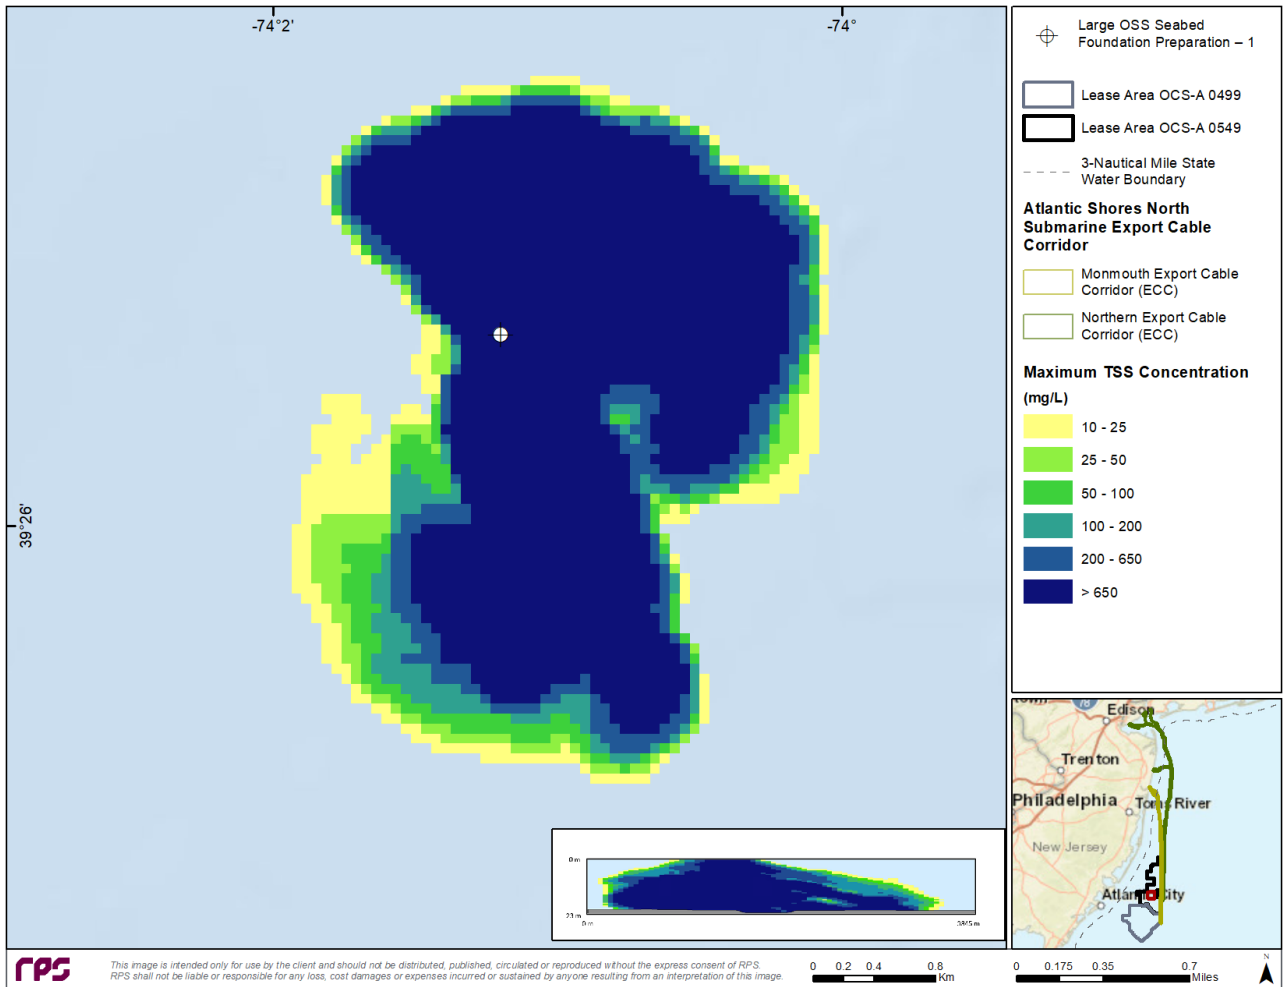 -74°2'
-74°
39°26'
0 m
23 m
0 m
3845 m
Large OSS Seabed
Foundation Preparation – 1
Lease Area OCS-A 0499
Lease Area OCS-A 0549
3-Nautical Mile State
Water Boundary
Atlantic Shores North
Submarine Export Cable
Corridor
Monmouth Export Cable
Corridor (ECC)
Northern Export Cable
Corridor (ECC)
Maximum TSS Concentration
(mg/L)
10 - 25
25 - 50
50 - 100
100 - 200
200 - 650
> 650
78
Edison
Trenton
Philadelphia
Toms River
New Jersey
Atlantic City
rps
This image is intended only for use by the client and should not be distributed, published, circulated or reproduced without the express consent of RPS.
RPS shall not be liable or responsible for any loss, cost damages or expenses incurred or sustained by anyone resulting from an interpretation of this image.
0 0.2 0.4 0.8
Km
0 0.175 0.35 0.7
Miles
N